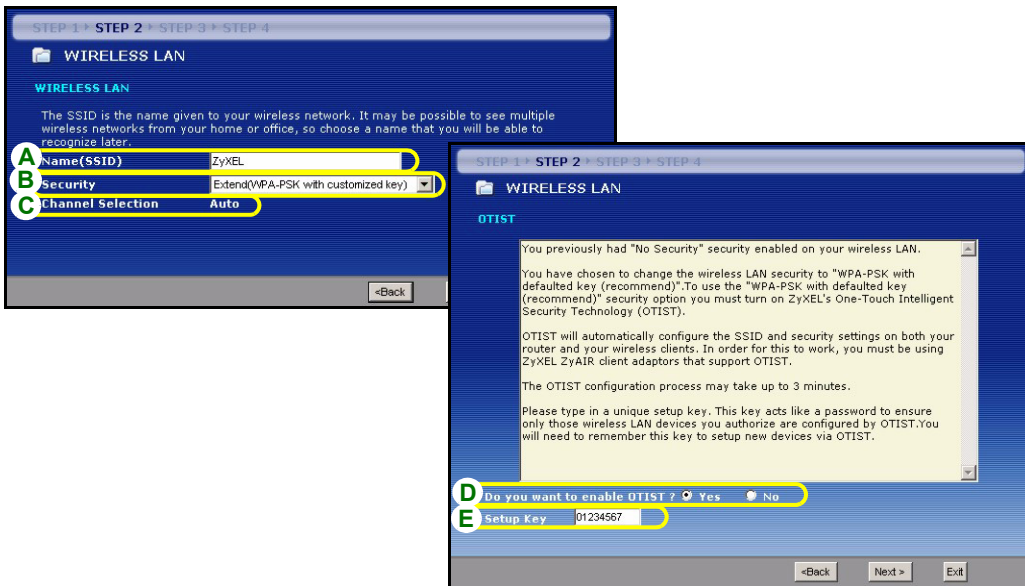 STEP 1 STEP 2 STEP 3 STEP 4
WIRELESS LAN
WIRELESS LAN
The SSID is the name given to your wireless network. It may be possible to see multiple
wireless networks from your home or office, so choose a name that you will be able to
recognize later.
A Name(SSID) ZyXEL
B Security Extend(WPA-PSK with customized key)
C Channel Selection Auto
<Back
STEP 1 STEP 2 STEP 3 STEP 4
WIRELESS LAN
OTIST
You previously had "No Security" security enabled on your wireless LAN.
You have chosen to change the wireless LAN security to "WPA-PSK with
defaulted key (recommend)".To use the "WPA-PSK with defaulted key
(recommend)" security option you must turn on ZyXEL's One-Touch Intelligent
Security Technology (OTIST).
OTIST will automatically configure the SSID and security settings on both your
router and your wireless clients. In order for this to work, you must be using
ZyXEL ZyAIR client adaptors that support OTIST.
The OTIST configuration process may take up to 3 minutes.
Please type in a unique setup key. This key acts like a password to ensure
only those wireless LAN devices you authorize are configured by OTIST.You
will need to remember this key to setup new devices via OTIST.
D Do you want to enable OTIST ? Yes No
E Setup Key 01234567
<Back Next > Exit